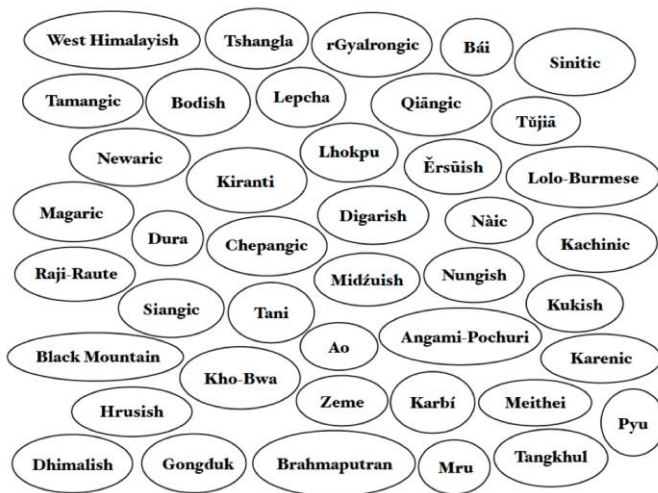 West Himalayish
Tshangla
rGyalrongic
Bái
Sinitic
Tamangic
Bodish
Lepcha
Qiāngic
Tǔjiā
Newaric
Kiranti
Lhokpu
Ěrsūish
Lolo-Burmese
Magaric
Dura
Chepangic
Digarish
Nàic
Kachinic
Raji-Raute
Siangic
Tani
Midźuish
Nungish
Kukish
Black Mountain
Kho-Bwa
Ao
Angami-Pochuri
Karenic
Hrusish
Zeme
Karbí
Meithei
Pyu
Dhimalish
Gongduk
Brahmaputran
Mru
Tangkhul